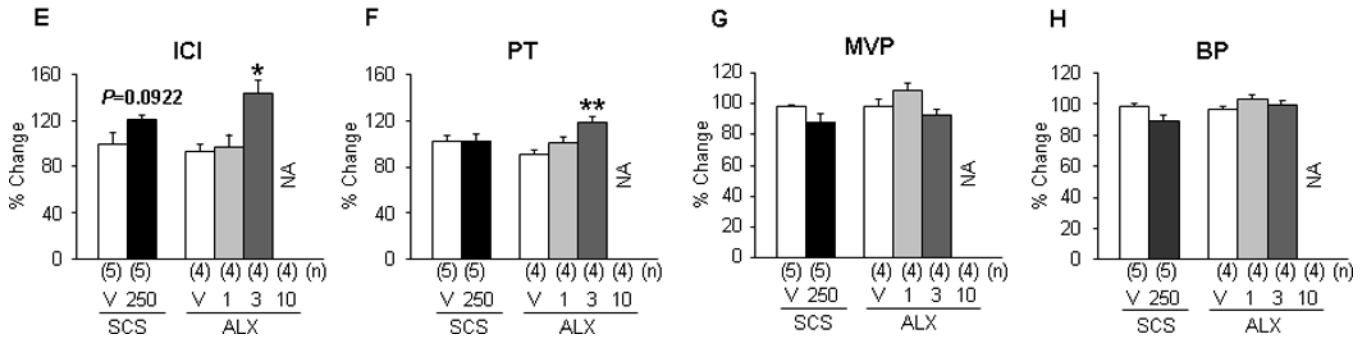 E
ICI
% Change
160
120
80
40
0
P=0.0922
*
NA
(5) (5) (4) (4) (4) (4) (n)
V 250 V 1 3 10
SCS ALX
F
PT
% Change
160
120
80
40
0
**
NA
(5) (5) (4) (4) (4) (4) (n)
V 250 V 1 3 10
SCS ALX
G
MVP
% Change
120
100
80
60
40
20
0
NA
(5) (5) (4) (4) (4) (4) (n)
V 250 V 1 3 10
SCS ALX
H
BP
% Change
120
100
80
60
40
20
0
NA
(5) (5) (4) (4) (4) (4) (n)
V 250 V 1 3 10
SCS ALX